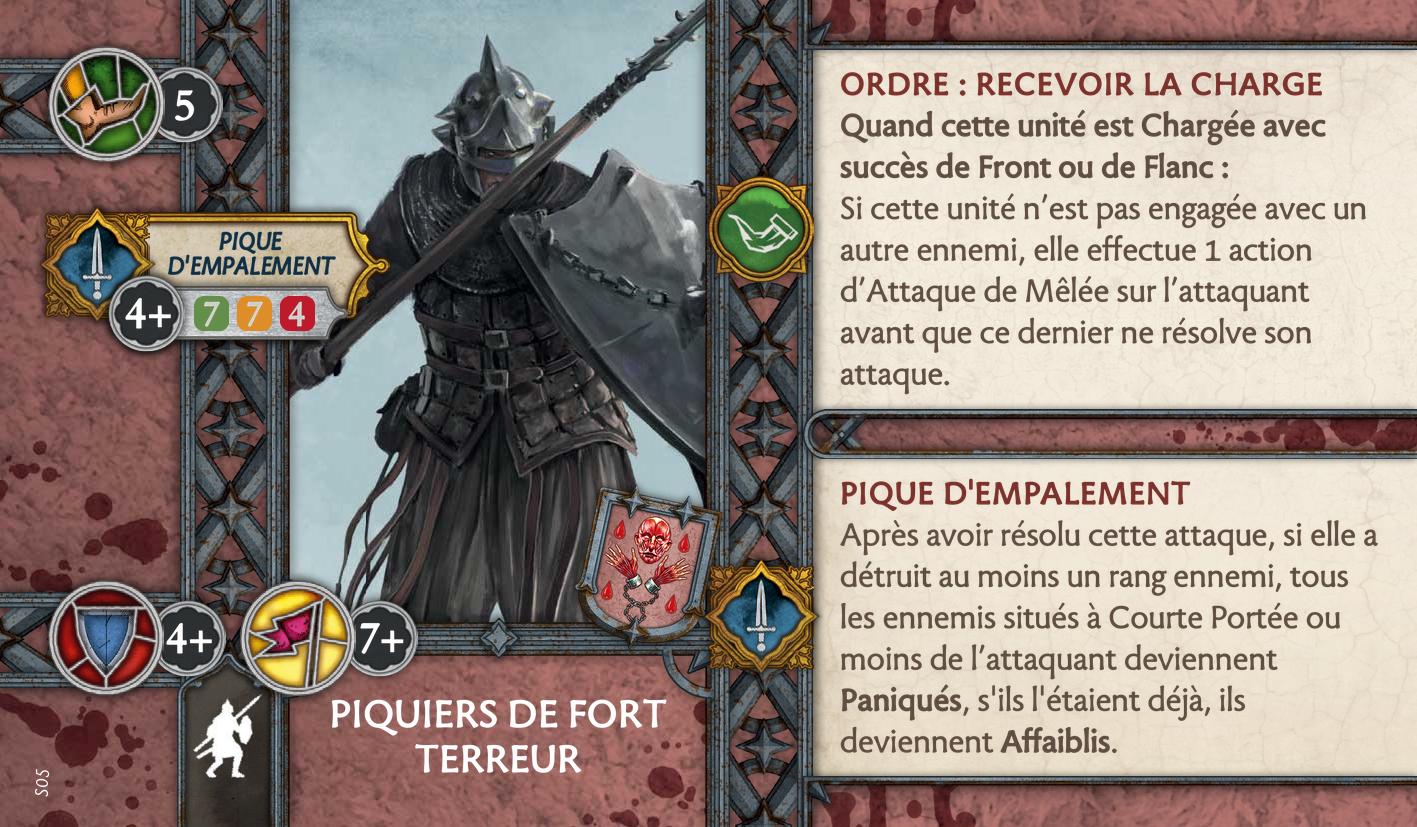 5
PIQUE
D'EMPALEMENT
4+ 7 7 4
4+ 7+
PIQUIERS DE FORT
TERREUR
S05
ORDRE : RECEVOIR LA CHARGE
Quand cette unité est Chargée avec
succès de Front ou de Flanc :
Si cette unité n’est pas engagée avec un
autre ennemi, elle effectue 1 action
d’Attaque de Mêlée sur l’attaquant
avant que ce dernier ne résolve son
attaque.
PIQUE D'EMPALEMENT
Après avoir résolu cette attaque, si elle a
détruit au moins un rang ennemi, tous
les ennemis situés à Courte Portée ou
moins de l’attaquant deviennent
Paniqués, s'ils l'étaient déjà, ils
deviennent Affaiblis.